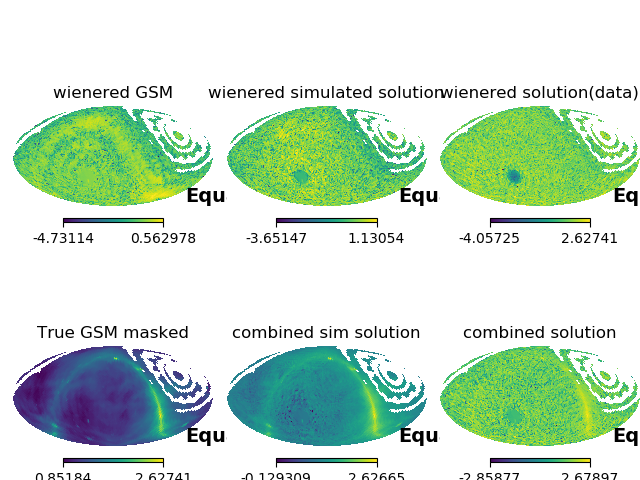 wienered GSM
wienered simulated solution
wienered solution(data)
Equ
Equ
Eq
-4.73114 0.562978
-3.65147 1.13054
-4.05725 2.62741
True GSM masked
combined sim solution
combined solution
Equ
Equ
Eq
0.85184 2.62741
-0.129309 2.62665
-2.85877 2.67897